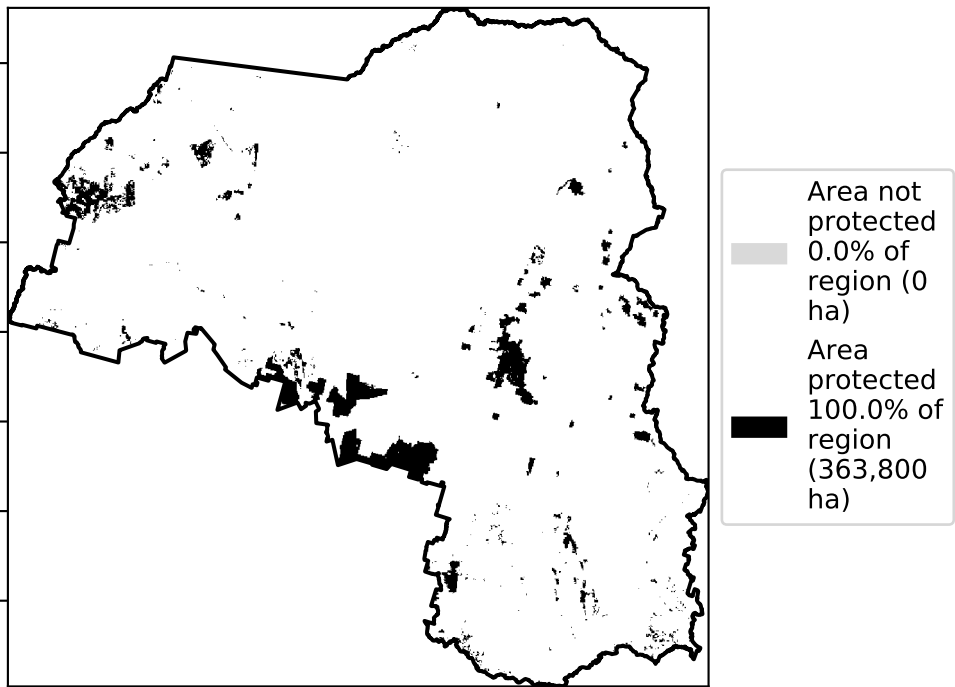 Area not
protected
0.0% of
region (0
ha)
Area
protected
100.0% of
region
(363,800
ha)